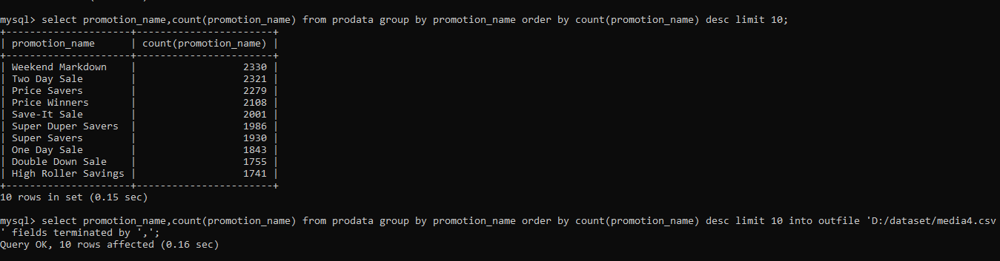 mysql> select promotion_name,count(promotion_name) from prodata group by promotion_name order by count(promotion_name) desc limit 10;
+---------------------+-----------------------+
| promotion_name      | count(promotion_name) |
+---------------------+-----------------------+
| Weekend Markdown    |                  2330 |
| Two Day Sale        |                  2321 |
| Price Savers        |                  2279 |
| Price Winners       |                  2108 |
| Save-It Sale        |                  2001 |
| Super Duper Savers  |                  1986 |
| Super Savers        |                  1930 |
| One Day Sale        |                  1843 |
| Double Down Sale    |                  1755 |
| High Roller Savings |                  1741 |
+---------------------+-----------------------+
10 rows in set (0.15 sec)
mysql> select promotion_name,count(promotion_name) from prodata group by promotion_name order by count(promotion_name) desc limit 10 into outfile 'D:/dataset/media4.csv
' fields terminated by ',';
Query OK, 10 rows affected (0.16 sec)